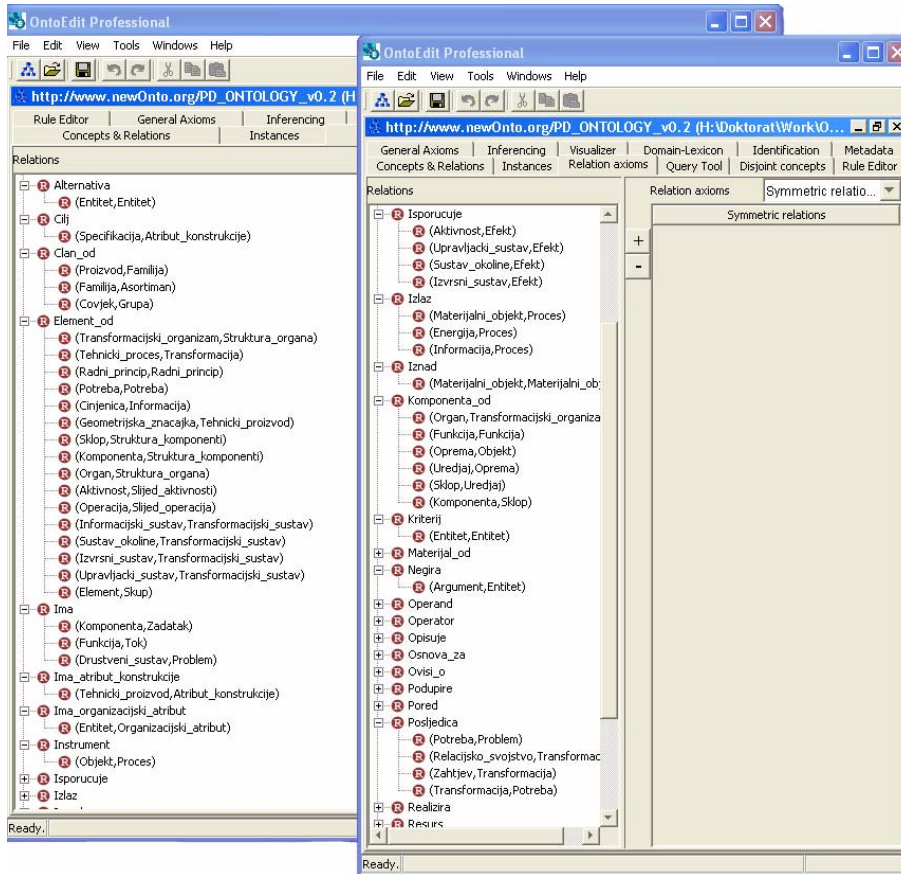 OntoEdit Professional
File Edit View Tools Windows Help
http://www.newOnto.org/PD_ONTOLOGY_v0.2 (H
Rule Editor General Axioms Inferencing
Concepts & Relations Instances
Relations
Alternativa
(Entitet,Entitet)
Cilj
(Specifikacija,Atribut_konstrukcije)
Clan_od
(Proizvod,Familija)
(Familija,Asortiman)
(Covjek,Grupa)
Element_od
(Transformacijski_organizam,Struktura_organa)
(Tehnicki_proces,Transformacija)
(Radni_princip,Radni_princip)
(Potreba,Potreba)
(Cinjenica,Informacija)
(Geometrijska_znacajka,Tehnicki_proizvod)
(Sklop,Struktura_komponenti)
(Komponenta,Struktura_komponenti)
(Organ,Struktura_organa)
(Aktivnost,Slijed_aktivnosti)
(Operacija,Slijed_operacija)
(Informacijski_sustav,Transformacijski_sustav)
(Sustav_okoline,Transformacijski_sustav)
(Izvrsni_sustav,Transformacijski_sustav)
(Upravljacki_sustav,Transformacijski_sustav)
(Element,Skup)
Ima
(Komponenta,Zadatak)
(Funkcija,Tok)
(Drustveni_sustav,Problem)
Ima_atribut_konstrukcije
(Tehnicki_proizvod,Atribut_konstrukcije)
Ima_organizacijski_atribut
(Entitet,Organizacijski_atribut)
Instrument
(Objekt,Proces)
Isporucuje
Izlaz
Ready.
OntoEdit Professional
File Edit View Tools Windows Help
http://www.newOnto.org/PD_ONTOLOGY_v0.2 (H:\Doktorat\Work\O...
General Axioms Inferencing Visualizer Domain-Lexicon Identification Metadata
Concepts & Relations Instances Relation axioms Query Tool Disjoint concepts Rule Editor
Relations
Isporucuje
(Aktivnost,Efekt)
(Upravljacki_sustav,Efekt)
(Sustav_okoline,Efekt)
(Izvrsni_sustav,Efekt)
Izlaz
(Materijalni_objekt,Proces)
(Energija,Proces)
(Informacija,Proces)
Iznad
(Materijalni_objekt,Materijalni_obj
Komponenta_od
(Organ,Transformacijski_organiza
(Funkcija,Funkcija)
(Oprema,Objekt)
(Uredjaj,Oprema)
(Sklop,Uredjaj)
(Komponenta,Sklop)
Kriterij
(Entitet,Entitet)
Materijal_od
Negira
(Argument,Entitet)
Operand
Operator
Opisuje
Osnova_za
Ovisi_o
Podupire
Pored
Posljedica
(Potreba,Problem)
(Relacijsko_svojstvo,Transformac
(Zahtjev,Transformacija)
(Transformacija,Potreba)
Realizira
Resurs
Relation axioms Symmetric relatio...
Symmetric relations
+
-
Ready.